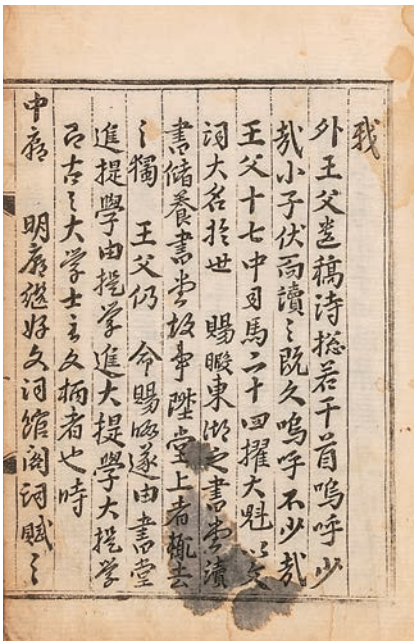 我
外王父遺稿詩摠若干首嗚呼少
哉小子伏而讀之既久嗚呼不少哉
王父十七中司馬二十四擢大魁以文
詞大名於世　賜暇東湖之書堂讀
書儲養書堂故事陞堂上者輒去
之獨　王父仍　命賜暇遂由書堂
進提學由提學進大提學大提學
即古之大學士主文柄者也時
中廟　明廟繼好文詞館閣詞賦之